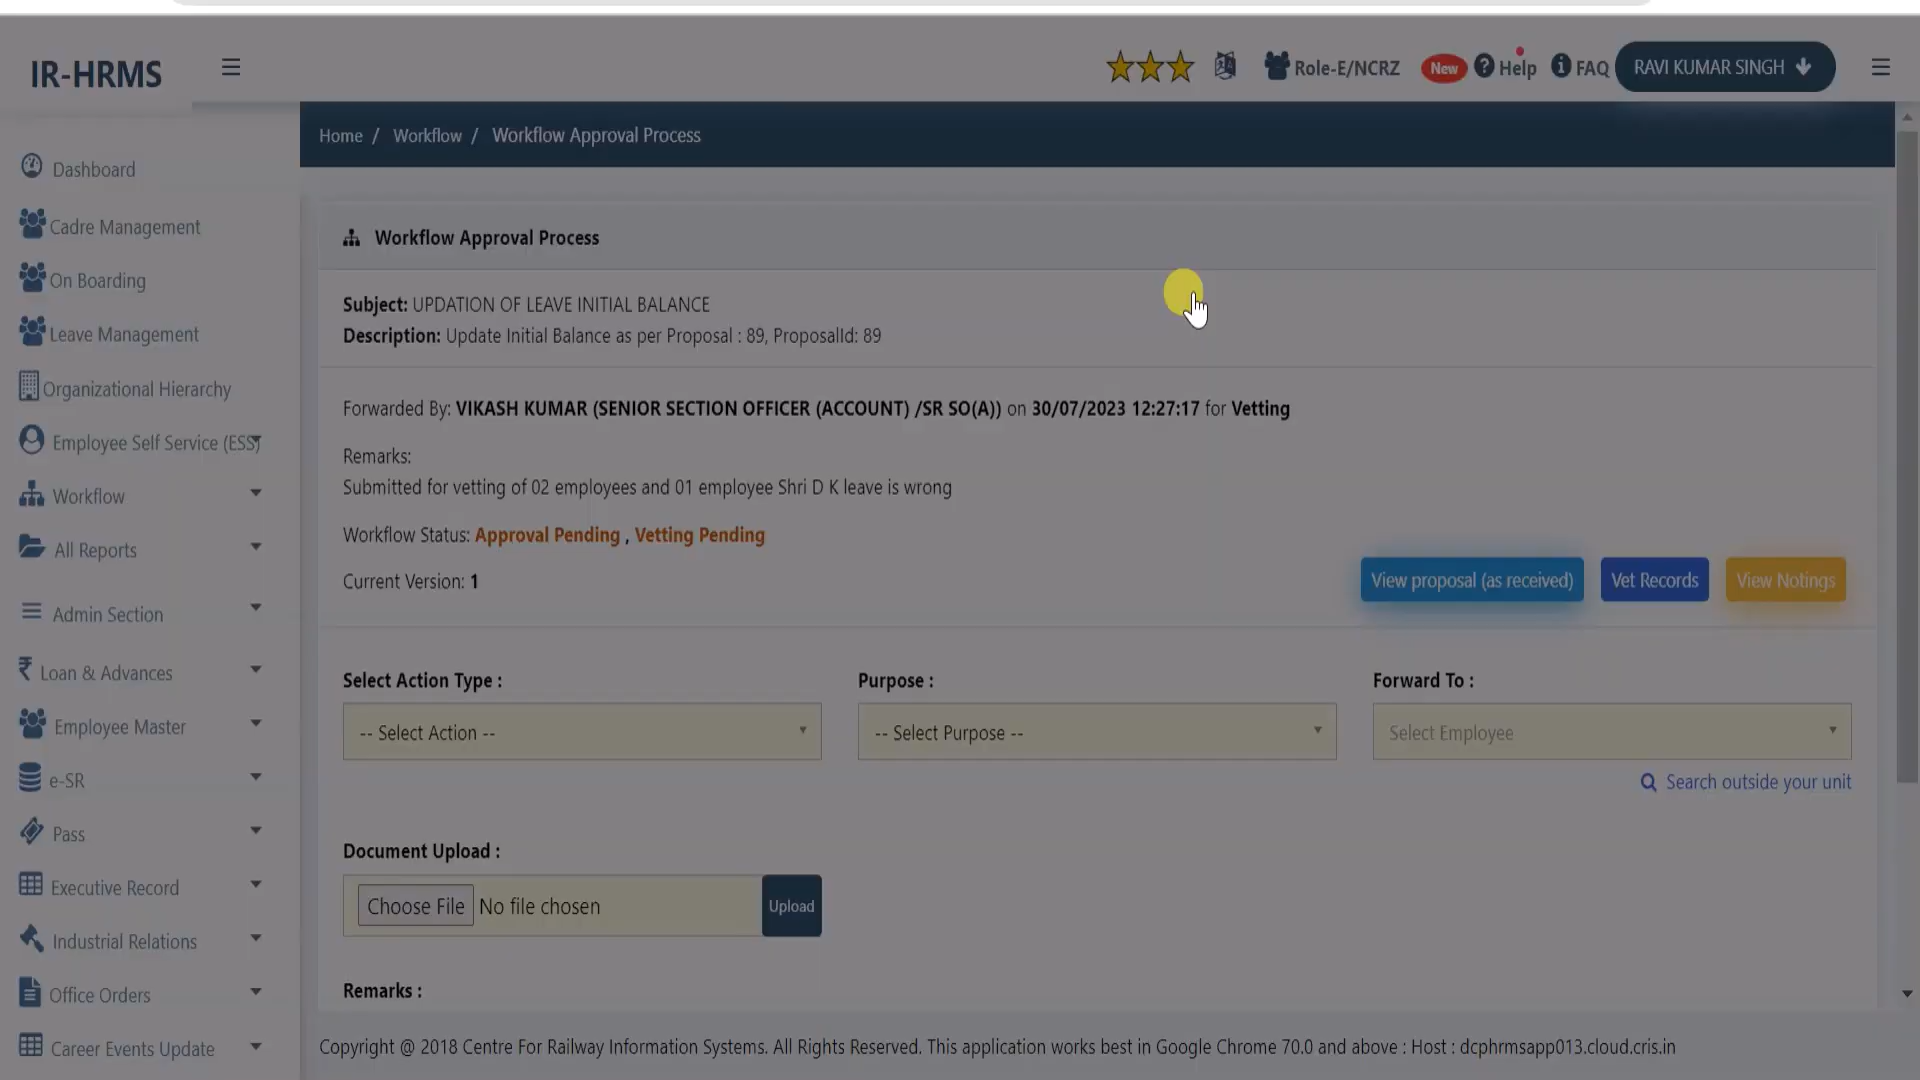 IR-HRMS
Role-E/NCRZ
New
Help
FAQ
RAVI KUMAR SINGH
Home / Workflow / Workflow Approval Process
Dashboard
Cadre Management
On Boarding
Leave Management
Organizational Hierarchy
Employee Self Service (ESS)
Workflow
All Reports
Admin Section
Loan & Advances
Employee Master
e-SR
Pass
Executive Record
Industrial Relations
Office Orders
Career Events Update
Workflow Approval Process
Subject: UPDATION OF LEAVE INITIAL BALANCE
Description: Update Initial Balance as per Proposal : 89, ProposalId: 89
Forwarded By: VIKASH KUMAR (SENIOR SECTION OFFICER (ACCOUNT) /SR SO(A)) on 30/07/2023 12:27:17 for Vetting
Remarks:
Submitted for vetting of 02 employees and 01 employee Shri D K leave is wrong
Workflow Status: Approval Pending , Vetting Pending
Current Version: 1
View proposal (as received)
Vet Records
View Notings
Select Action Type :
Purpose :
Forward To :
-- Select Action --
-- Select Purpose --
Select Employee
Search outside your unit
Document Upload :
Choose File No file chosen
Upload
Remarks :
Copyright @ 2018 Centre For Railway Information Systems. All Rights Reserved. This application works best in Google Chrome 70.0 and above : Host : dcphrmsapp013.cloud.cris.in